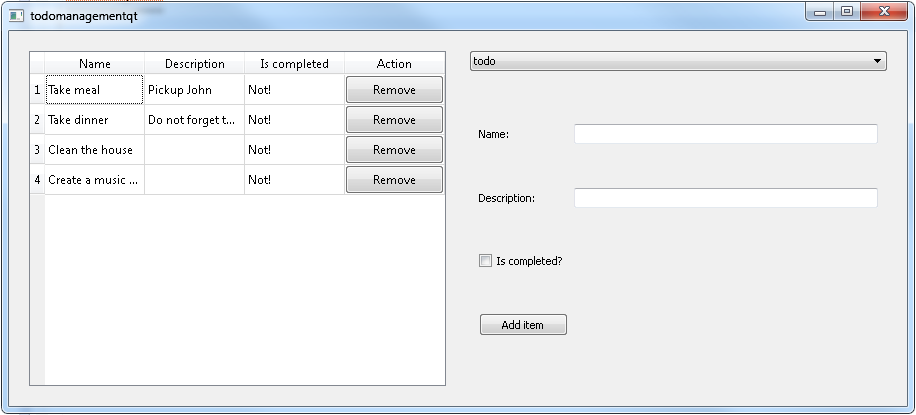 todomanagementqt
Name Description Is completed Action
1 Take meal Pickup John Not! Remove
2 Take dinner Do not forget t... Not! Remove
3 Clean the house Not! Remove
4 Create a music ... Not! Remove
todo
Name:
Description:
Is completed?
Add item